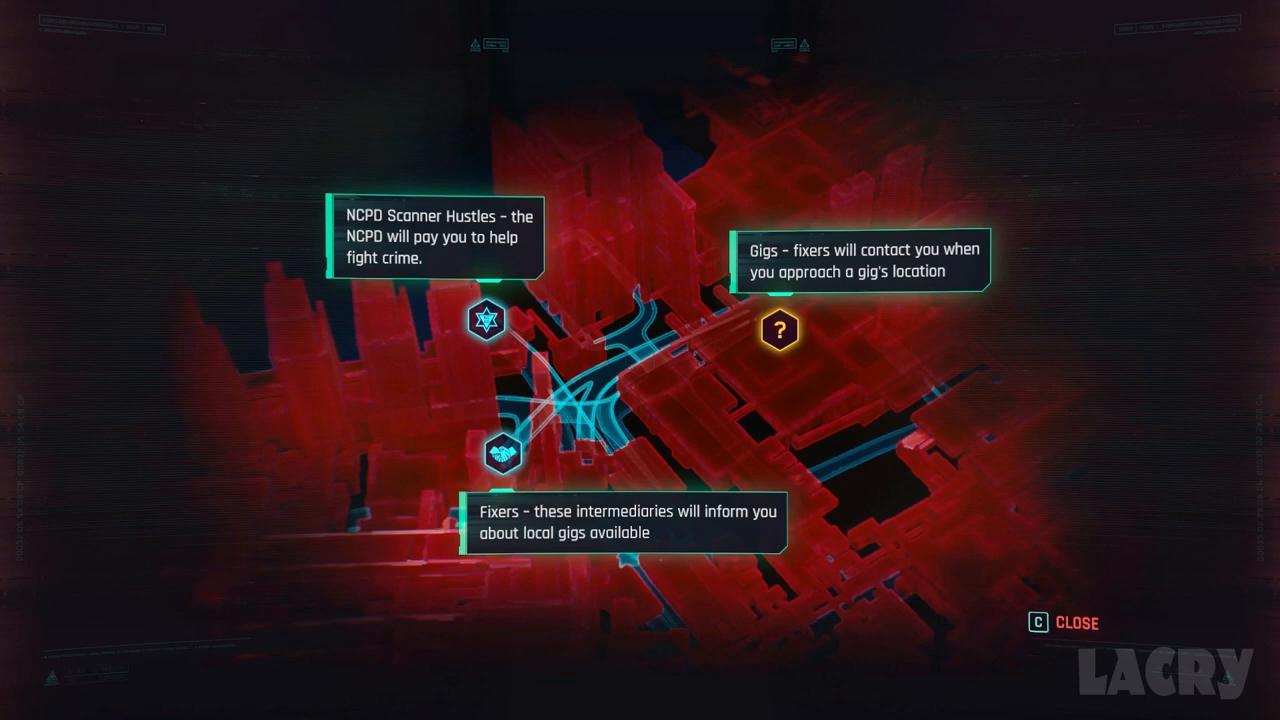 NCPD Scanner Hustles – the
NCPD will pay you to help
fight crime.
Gigs – fixers will contact you when
you approach a gig's location
?
Fixers – these intermediaries will inform you
about local gigs available
C CLOSE
LACRY